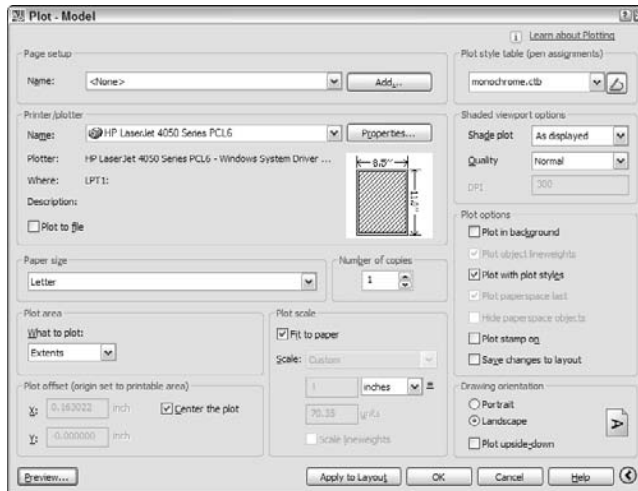 Plot - Model
Learn about Plotting
Page setup
Name: <None> Add...
Plot style table (pen assignments)
monochrome.ctb
Printer/plotter
Name: HP LaserJet 4050 Series PCL6 Properties...
Plotter: HP LaserJet 4050 Series PCL6 - Windows System Driver ...
Where: LPT1:
Description:
Plot to file
8.5"
11.0"
Shaded viewport options
Shade plot As displayed
Quality Normal
DPI 300
Paper size
Letter
Number of copies
1
Plot options
Plot in background
Plot object lineweights
Plot with plot styles
Plot paperspace last
Hide paperspace objects
Plot stamp on
Save changes to layout
Plot area
What to plot:
Extents
Plot scale
Fit to paper
Scale: Custom
1 inches =
70.35 units
Scale lineweights
Plot offset (origin set to printable area)
X: 0.163022 inch Center the plot
Y: -0.000000 inch
Drawing orientation
Portrait
Landscape
Plot upside-down
A
Preview... Apply to Layout OK Cancel Help